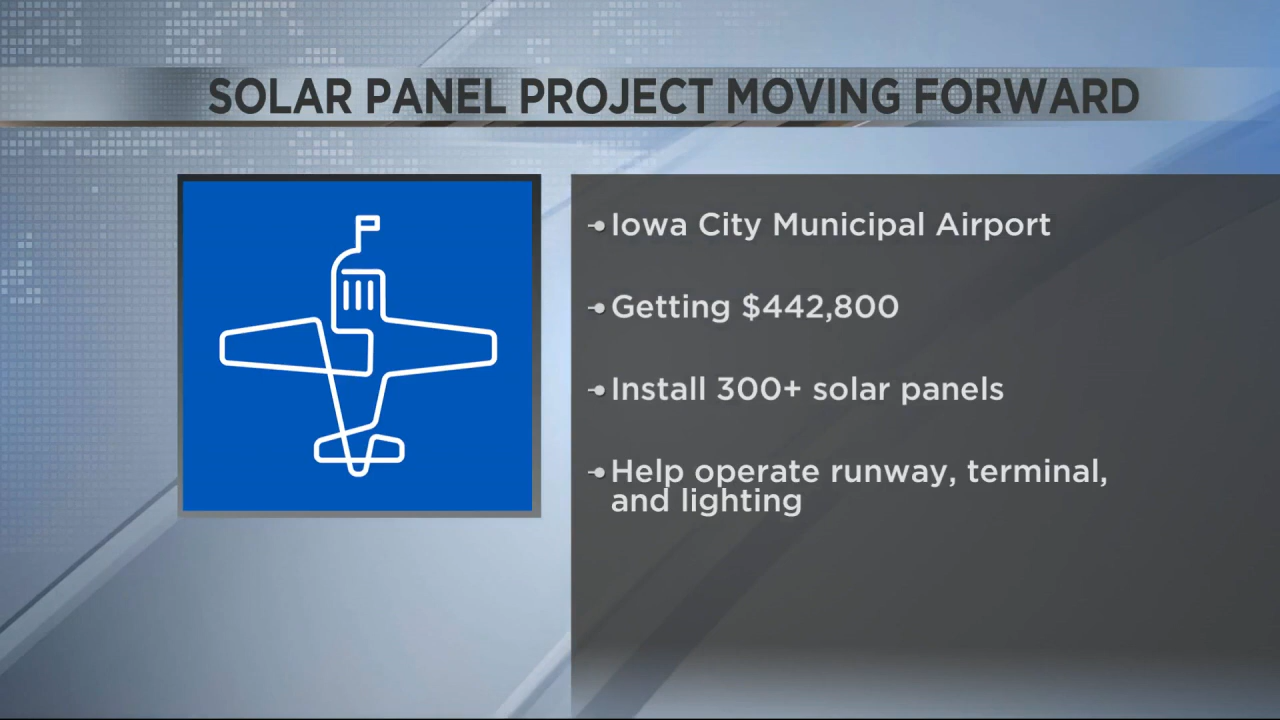 SOLAR PANEL PROJECT MOVING FORWARD
Iowa City Municipal Airport
Getting $442,800
Install 300+ solar panels
Help operate runway, terminal,
and lighting